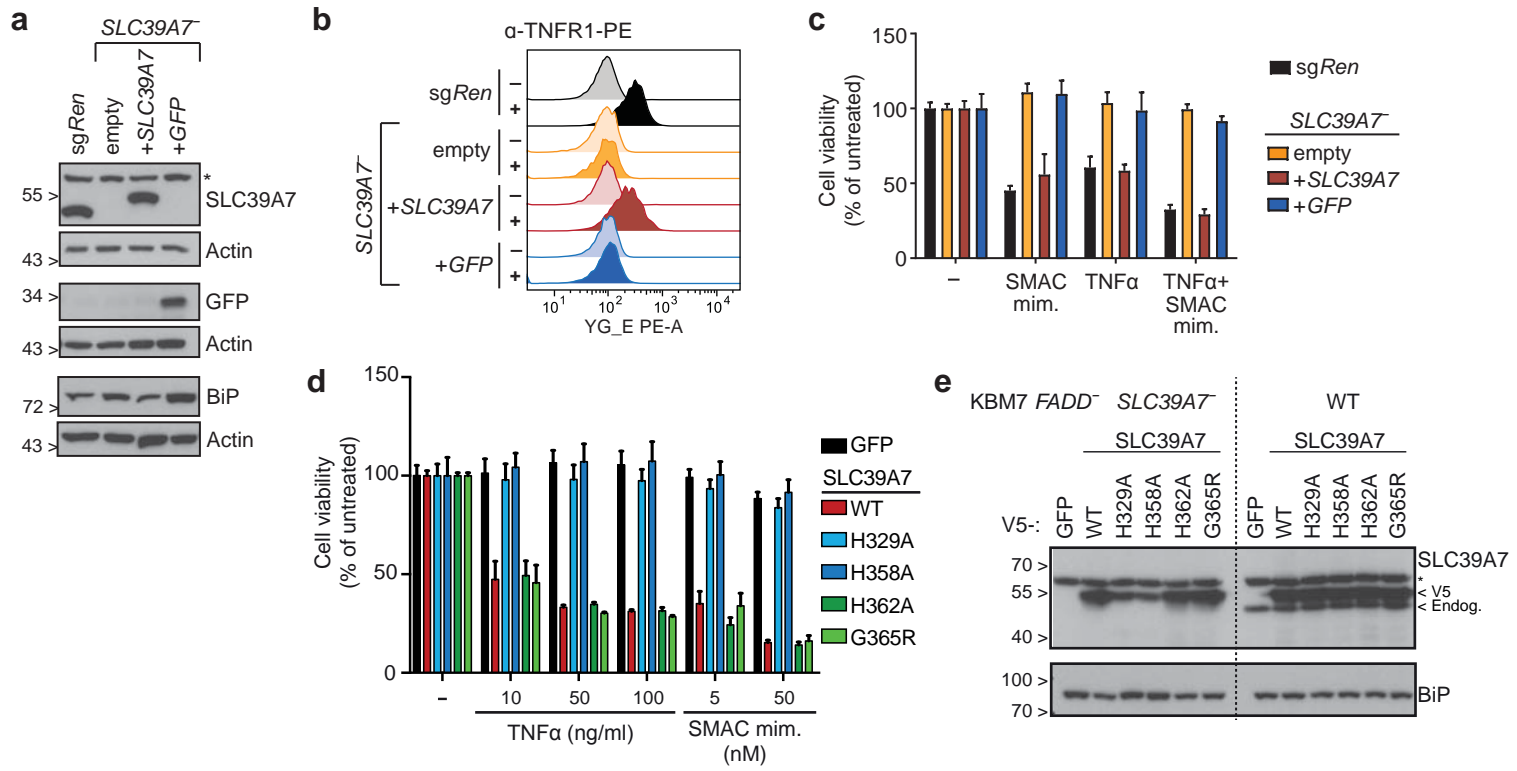 a
SLC39A7⁻
sgRen
empty
+SLC39A7
+GFP
*
55 >
SLC39A7
Actin
43 >
34 >
GFP
43 >
Actin
BiP
72 >
43 >
Actin
b
α-TNFR1-PE
sgRen
−
+
SLC39A7⁻
empty
−
+
+SLC39A7
−
+
+GFP
−
+
10¹ 10² 10³ 10⁴
YG_E PE-A
c
Cell viability
(% of untreated)
150
100
50
0
− SMAC mim. TNFα TNFα+ SMAC mim.
sgRen
SLC39A7⁻
empty
+SLC39A7
+GFP
d
Cell viability
(% of untreated)
150
100
50
0
− 10 50 100 5 50
TNFα (ng/ml) SMAC mim.
(nM)
GFP
SLC39A7
WT
H329A
H358A
H362A
G365R
e
KBM7 FADD⁻ SLC39A7⁻ WT
SLC39A7 SLC39A7
V5-: GFP WT H329A H358A H362A G365R GFP WT H329A H358A H362A G365R
70 >
SLC39A7
*
55 >
< V5
< Endog.
40 >
100 >
BiP
70 >